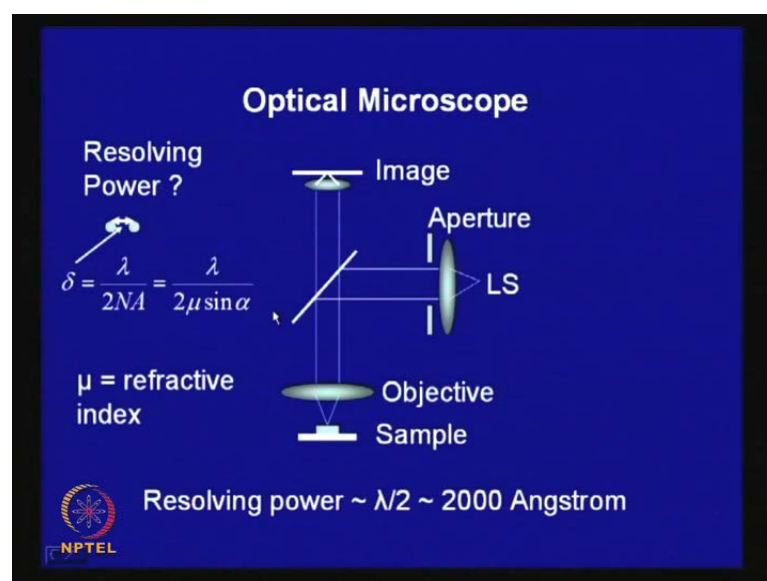 Optical Microscope
Resolving
Power ?
δ = λ / 2NA = λ / 2μ sin α
μ = refractive
index
Image
Aperture
LS
Objective
Sample
Resolving power ~ λ/2 ~ 2000 Angstrom
NPTEL